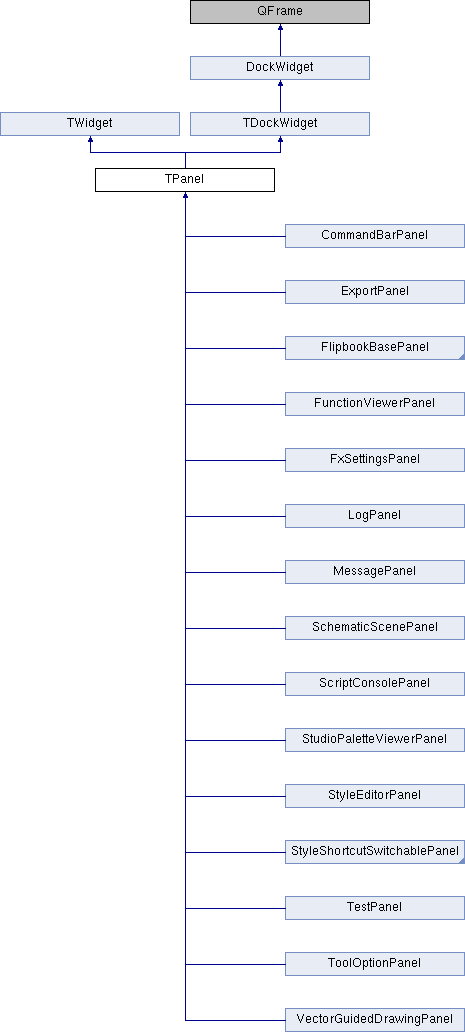 QFrame
DockWidget
TWidget
TDockWidget
TPanel
CommandBarPanel
ExportPanel
FlipbookBasePanel
FunctionViewerPanel
FxSettingsPanel
LogPanel
MessagePanel
SchematicScenePanel
ScriptConsolePanel
StudioPaletteViewerPanel
StyleEditorPanel
StyleShortcutSwitchablePanel
TestPanel
ToolOptionPanel
VectorGuidedDrawingPanel